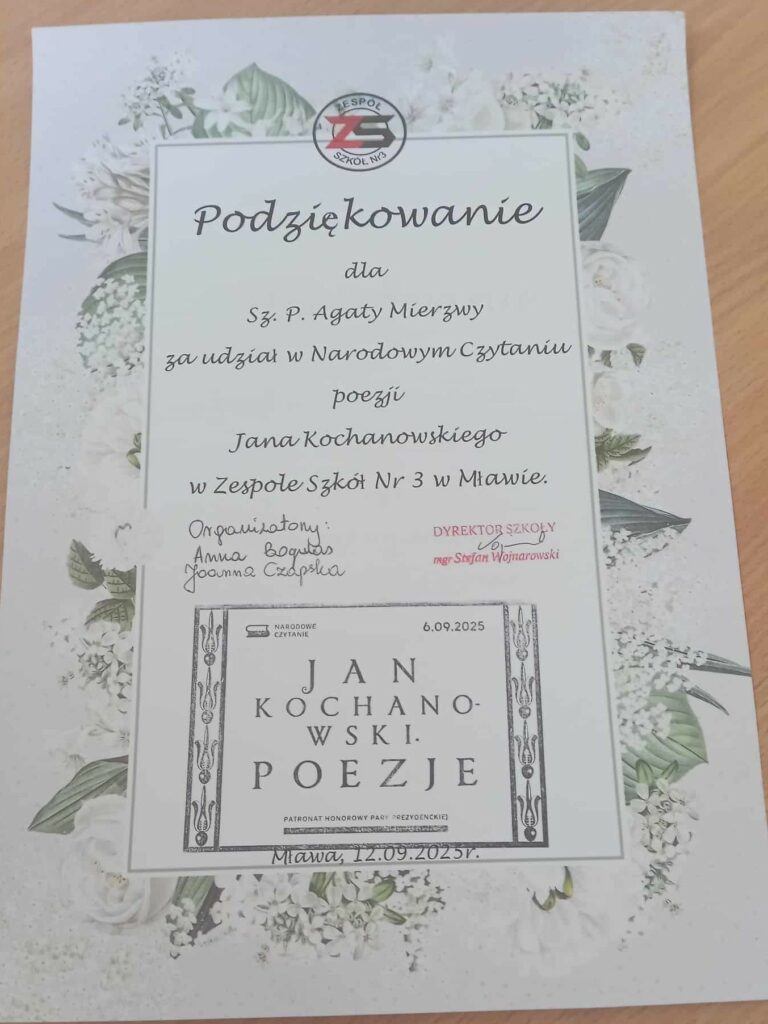 ZESPÓŁ
ZS
SZKÓŁ Nr3
Podziękowanie
dla
Sz. P. Agaty Mierzwy
za udział w Narodowym Czytaniu
poezji
Jana Kochanowskiego
w Zespole Szkół Nr 3 w Mławie.
Organizatorzy:
Anna Bogutas
Joanna Czapska
DYREKTOR SZKOŁY
mgr Stefan Wojnarowski
NARODOWE
CZYTANIE
6.09.2025
JAN
KOCHANO-
WSKI.
POEZJE
PATRONAT HONOROWY PARY PREZYDENCKIEJ
Mława, 12.09.2025r.